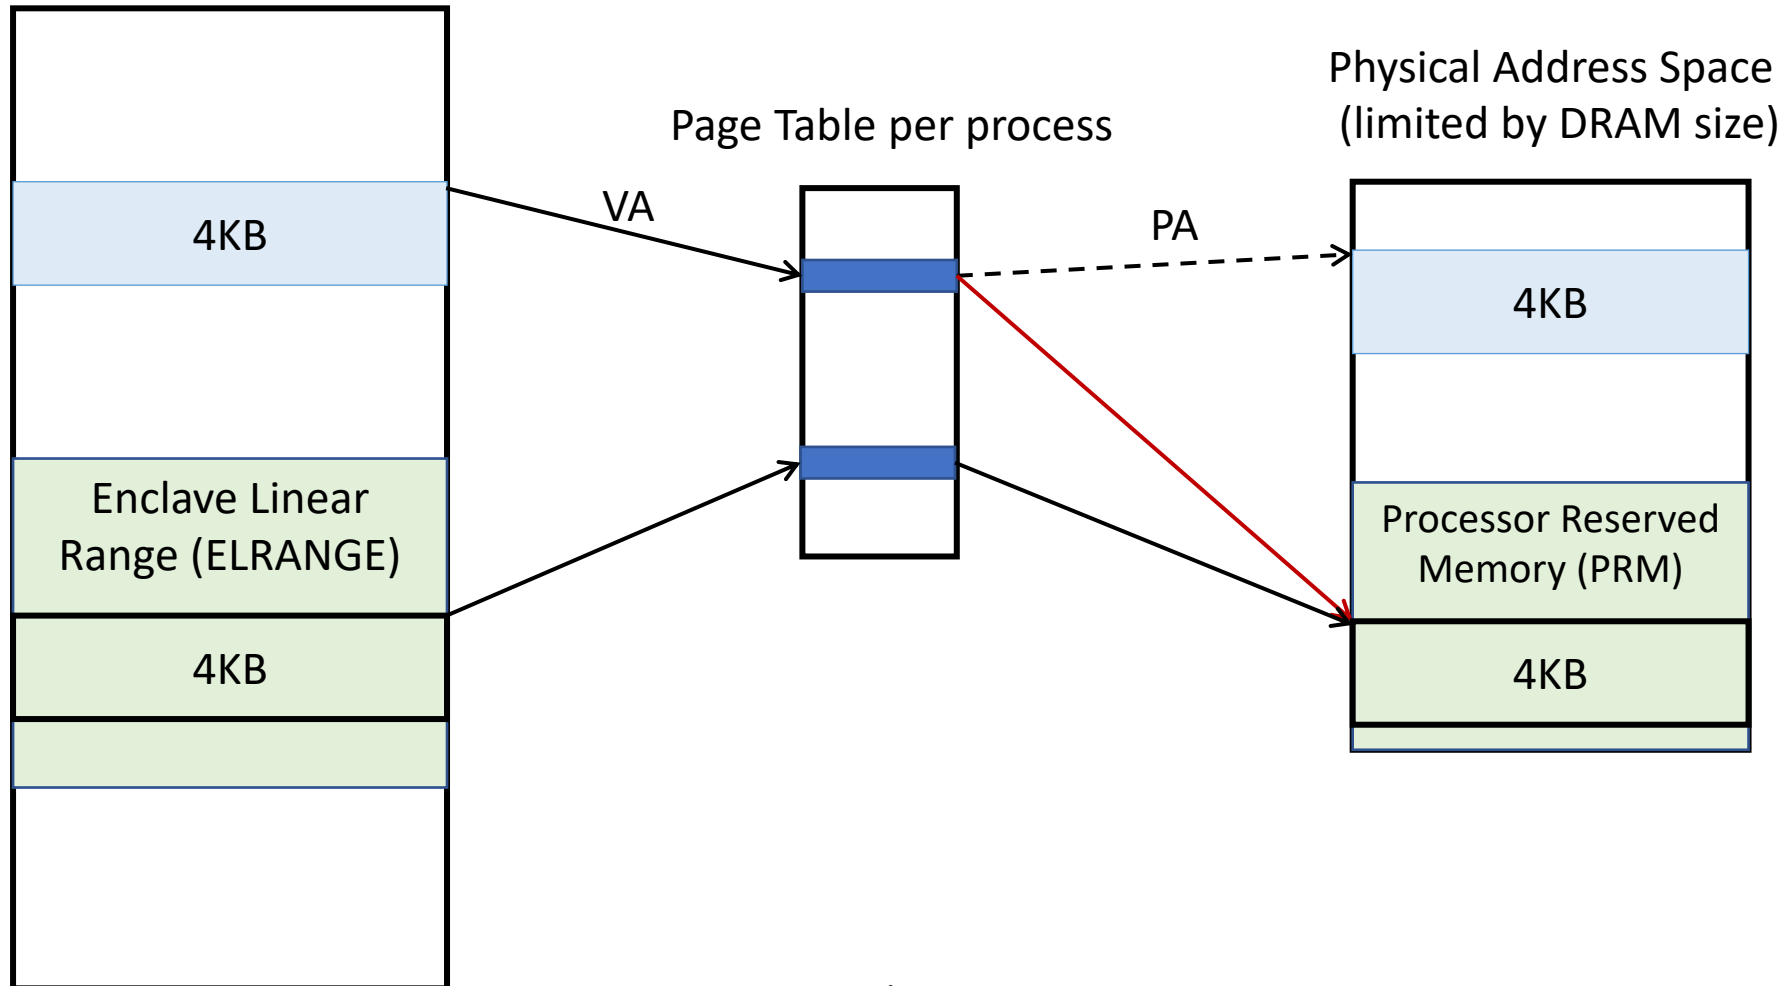 Physical Address Space
(limited by DRAM size)
Page Table per process
VA
PA
4KB
4KB
Enclave Linear
Range (ELRANGE)
Processor Reserved
Memory (PRM)
4KB
4KB